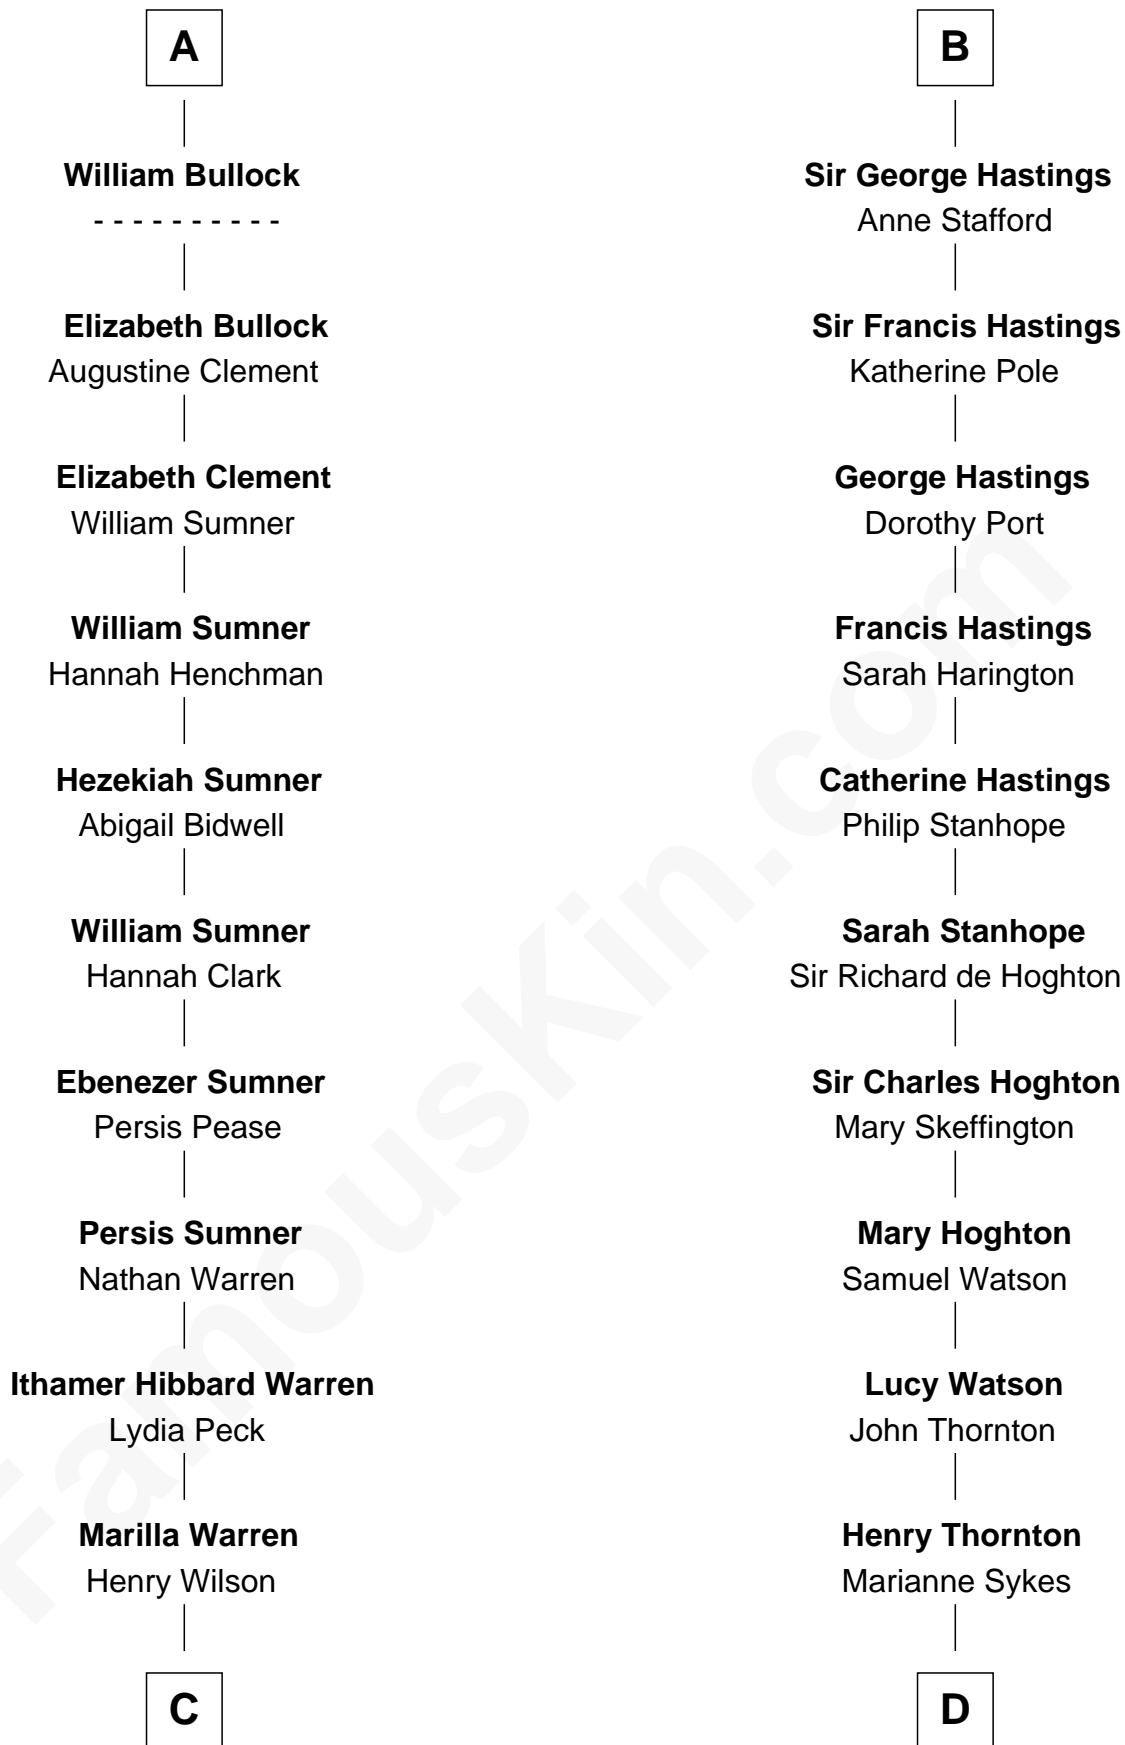 A
William Bullock
- - - - - - - - - -
Elizabeth Bullock
Augustine Clement
Elizabeth Clement
William Sumner
William Sumner
Hannah Henchman
Hezekiah Sumner
Abigail Bidwell
William Sumner
Hannah Clark
Ebenezer Sumner
Persis Pease
Persis Sumner
Nathan Warren
Ithamer Hibbard Warren
Lydia Peck
Marilla Warren
Henry Wilson
C
B
Sir George Hastings
Anne Stafford
Sir Francis Hastings
Katherine Pole
George Hastings
Dorothy Port
Francis Hastings
Sarah Harington
Catherine Hastings
Philip Stanhope
Sarah Stanhope
Sir Richard de Hoghton
Sir Charles Hoghton
Mary Skeffington
Mary Hoghton
Samuel Watson
Lucy Watson
John Thornton
Henry Thornton
Marianne Sykes
D
FamousKin.com